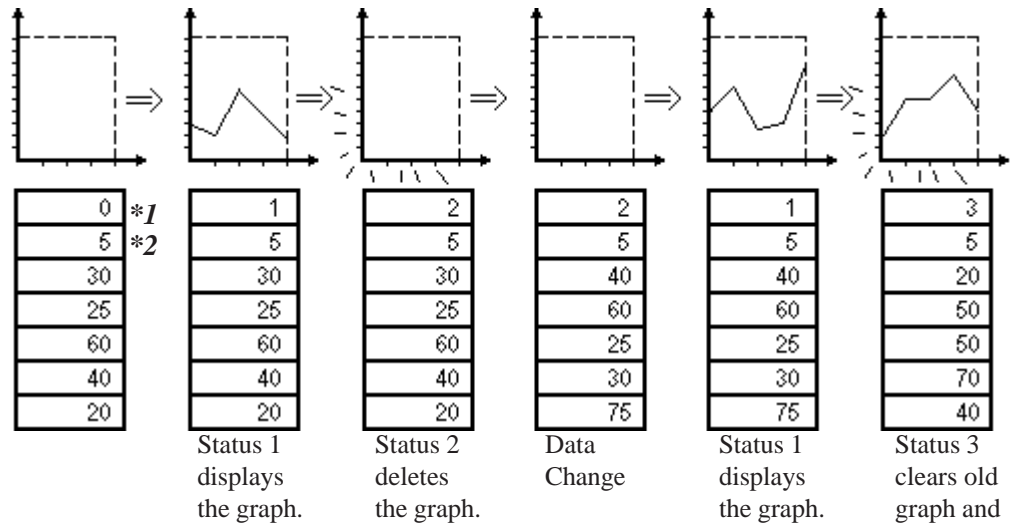 0 *1 1 2 2 1 3
5 *2 5 5 5 5 5
30 30 30 40 40 20
25 25 25 60 60 50
60 60 60 25 25 50
40 40 40 30 30 70
20 20 20 75 75 40
Status 1 Status 2 Data Status 1 Status 3
displays deletes Change displays clears old
the graph. the graph. the graph. graph and